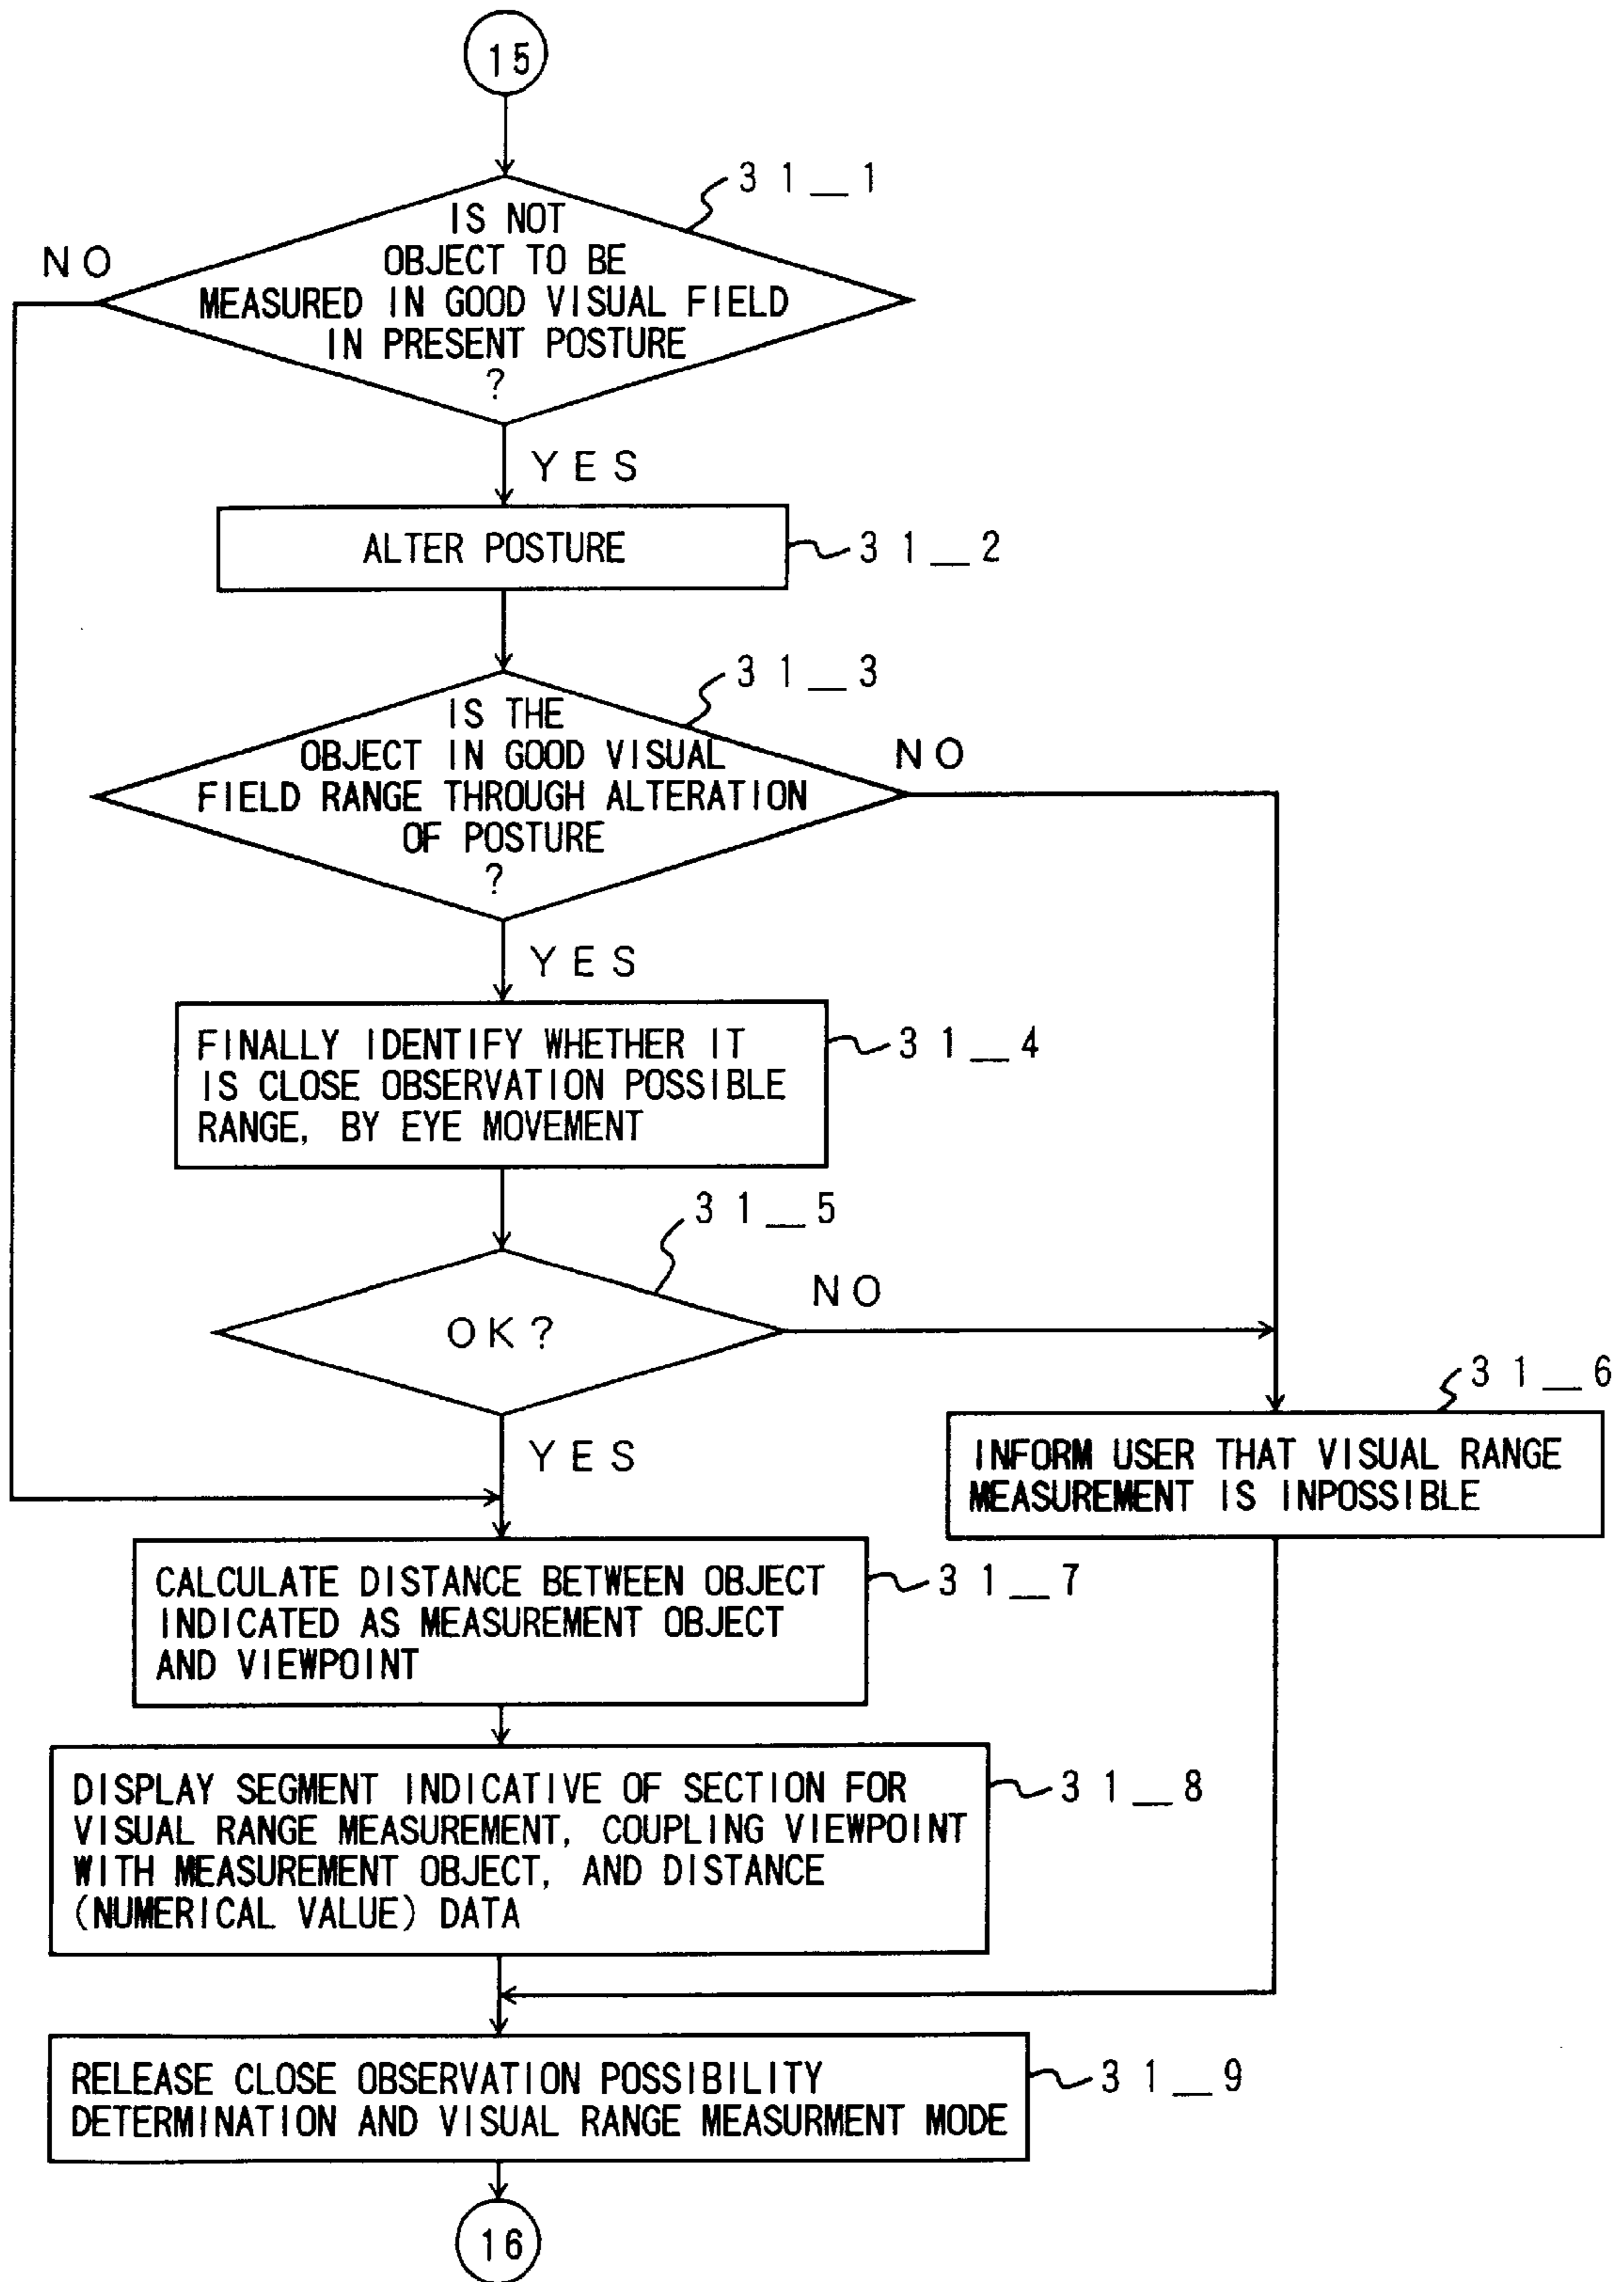 15
31_1
IS NOT
OBJECT TO BE
MEASURED IN GOOD VISUAL FIELD
IN PRESENT POSTURE
?
NO
YES
ALTER POSTURE
31_2
31_3
IS THE
OBJECT IN GOOD VISUAL
FIELD RANGE THROUGH ALTERATION
OF POSTURE
?
NO
YES
FINALLY IDENTIFY WHETHER IT
IS CLOSE OBSERVATION POSSIBLE
RANGE, BY EYE MOVEMENT
31_4
31_5
OK?
NO
YES
31_6
INFORM USER THAT VISUAL RANGE
MEASUREMENT IS INPOSSIBLE
CALCULATE DISTANCE BETWEEN OBJECT
INDICATED AS MEASUREMENT OBJECT
AND VIEWPOINT
31_7
DISPLAY SEGMENT INDICATIVE OF SECTION FOR
VISUAL RANGE MEASUREMENT, COUPLING VIEWPOINT
WITH MEASUREMENT OBJECT, AND DISTANCE
(NUMERICAL VALUE) DATA
31_8
RELEASE CLOSE OBSERVATION POSSIBILITY
DETERMINATION AND VISUAL RANGE MEASURMENT MODE
31_9
16